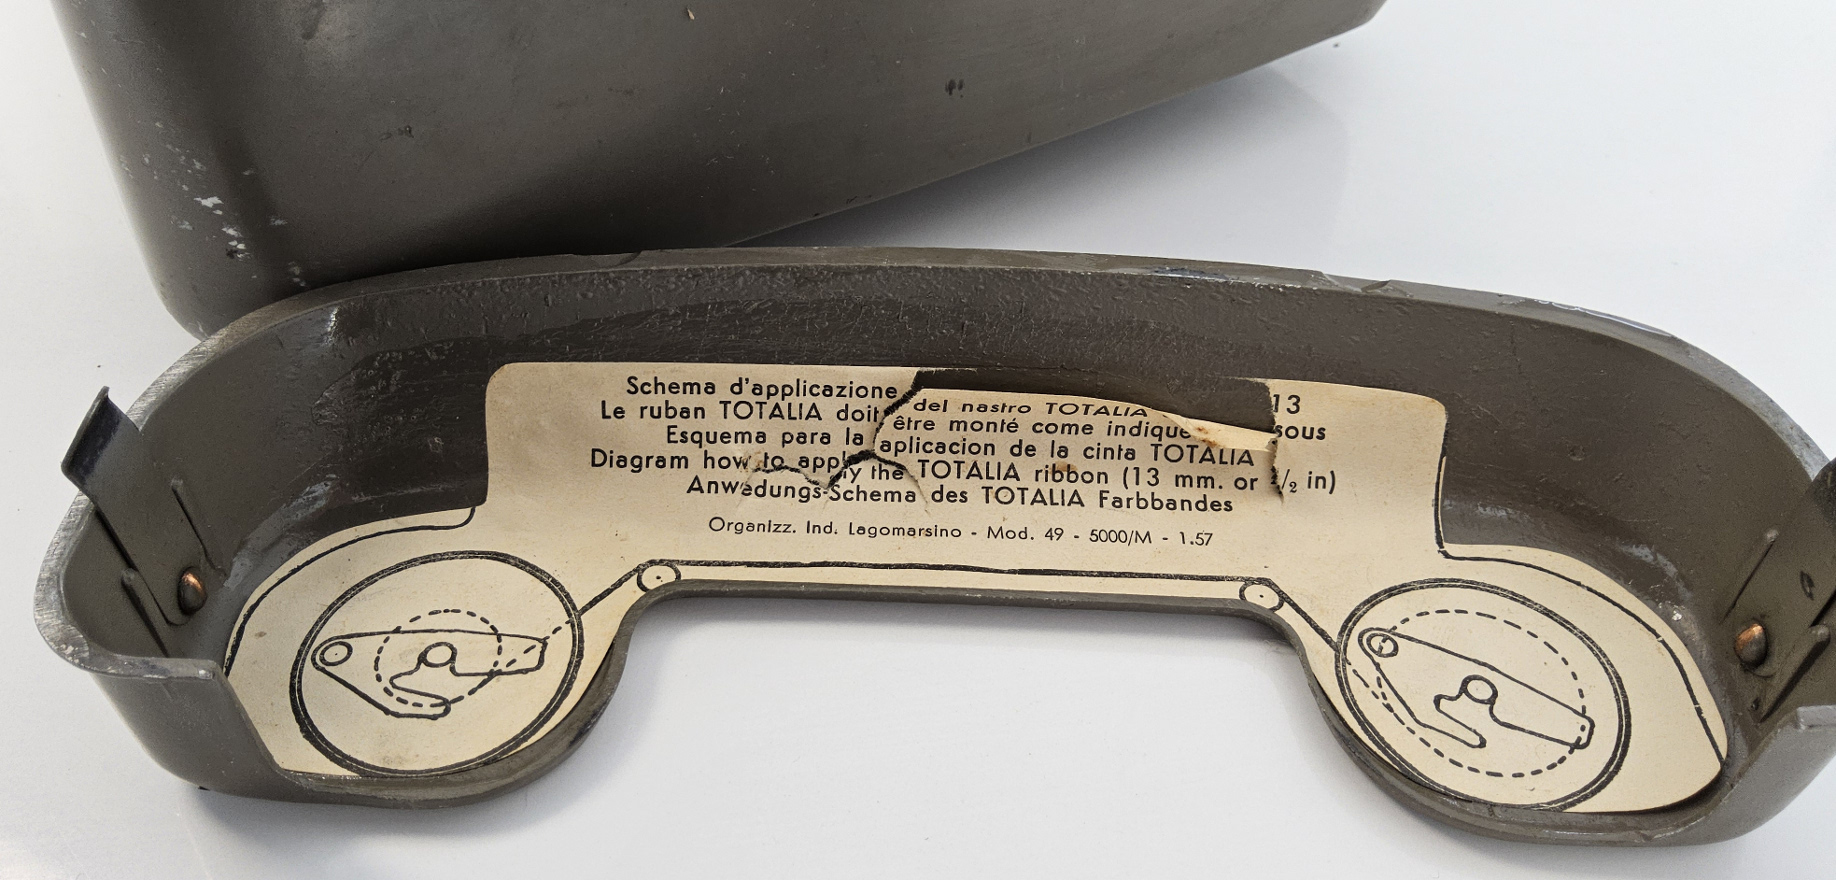 Schema d'applicazione del nastro TOTALIA 13
Le ruban TOTALIA doit être monté come indique sous
Esquema para la aplicacion de la cinta TOTALIA
Diagram how to apply the TOTALIA ribbon (13 mm. or 1/2 in)
Anwedungs-Schema des TOTALIA Farbbandes
Organizz. Ind. Lagomarsino - Mod. 49 - 5000/M - 1.57